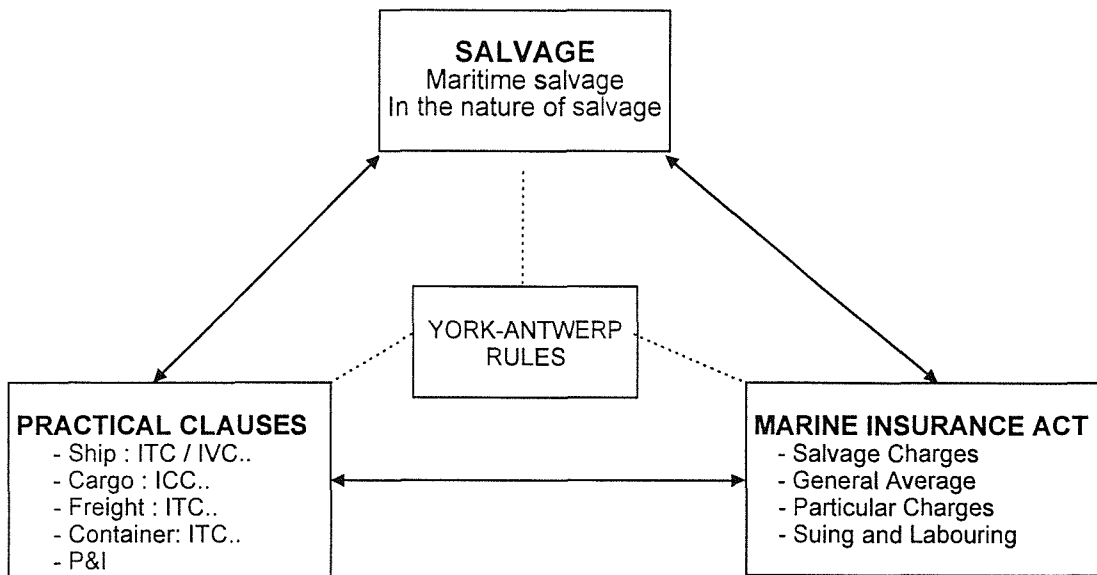 SALVAGE
Maritime salvage
In the nature of salvage
YORK-ANTWERP
RULES
PRACTICAL CLAUSES
- Ship : ITC / IVC..
- Cargo : ICC..
- Freight : ITC..
- Container: ITC..
- P&I
MARINE INSURANCE ACT
- Salvage Charges
- General Average
- Particular Charges
- Suing and Labouring